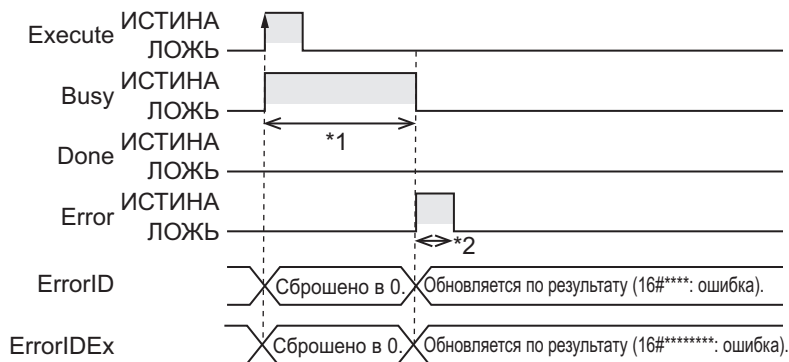 Execute ИСТИНА
ЛОЖЬ
Busy ИСТИНА
ЛОЖЬ
*1
Done ИСТИНА
ЛОЖЬ
Error ИСТИНА
ЛОЖЬ
*2
ErrorID Сброшено в 0. Обновляется по результату (16#****: ошибка).
ErrorIDEx Сброшено в 0. Обновляется по результату (16#********: ошибка).